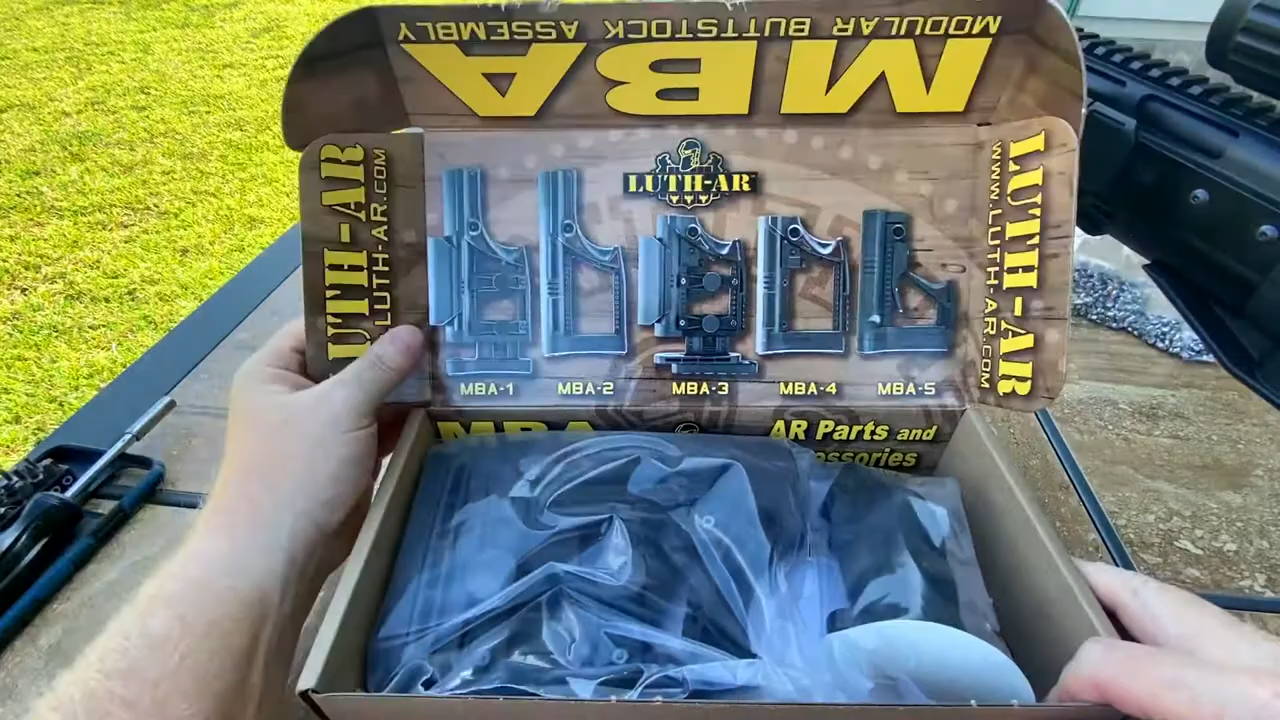 MODULAR BUTTSTOCK ASSEMBLY
MBA
LUTH-AR
LUTH-AR.COM
LUTH-AR
LUTH-AR
WWW.LUTH-AR.COM
MBA-1
MBA-2
MBA-3
MBA-4
MBA-5
MBA
AR Parts and